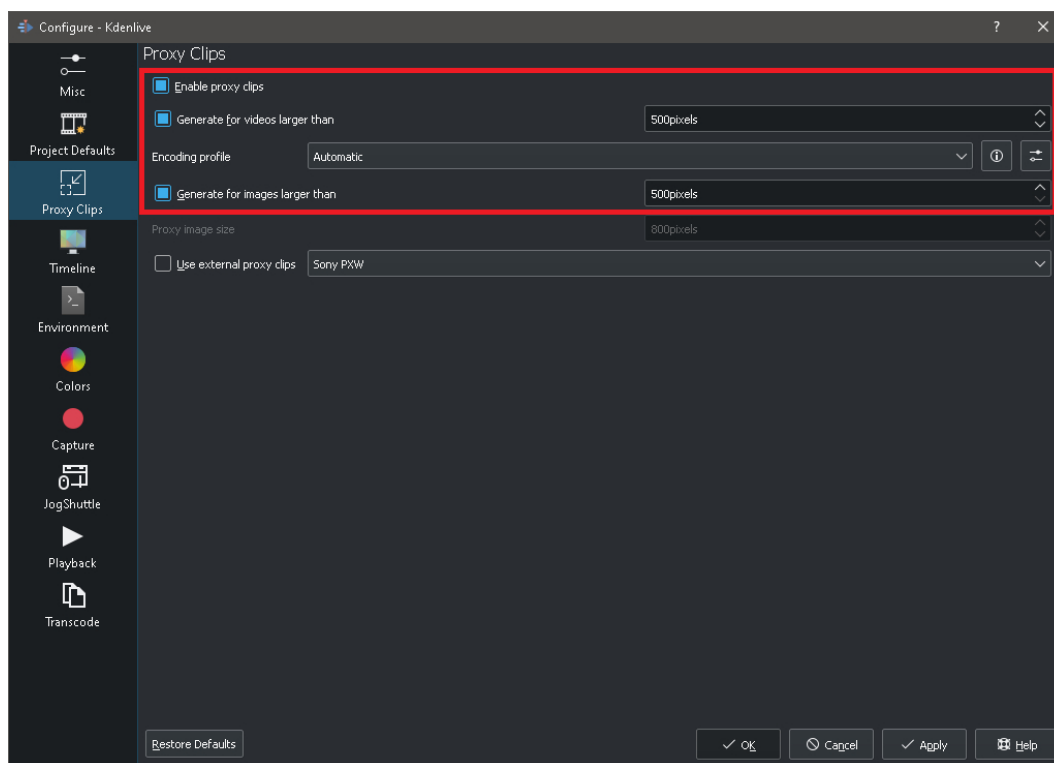 Configure - Kdenlive
?
Misc
Project Defaults
Proxy Clips
Timeline
Environment
Colors
Capture
JogShuttle
Playback
Transcode
Proxy Clips
Enable proxy clips
Generate for videos larger than 500pixels
Encoding profile Automatic
Generate for images larger than 500pixels
Proxy image size 800pixels
Use external proxy clips Sony PXW
Restore Defaults OK Cancel Apply Help